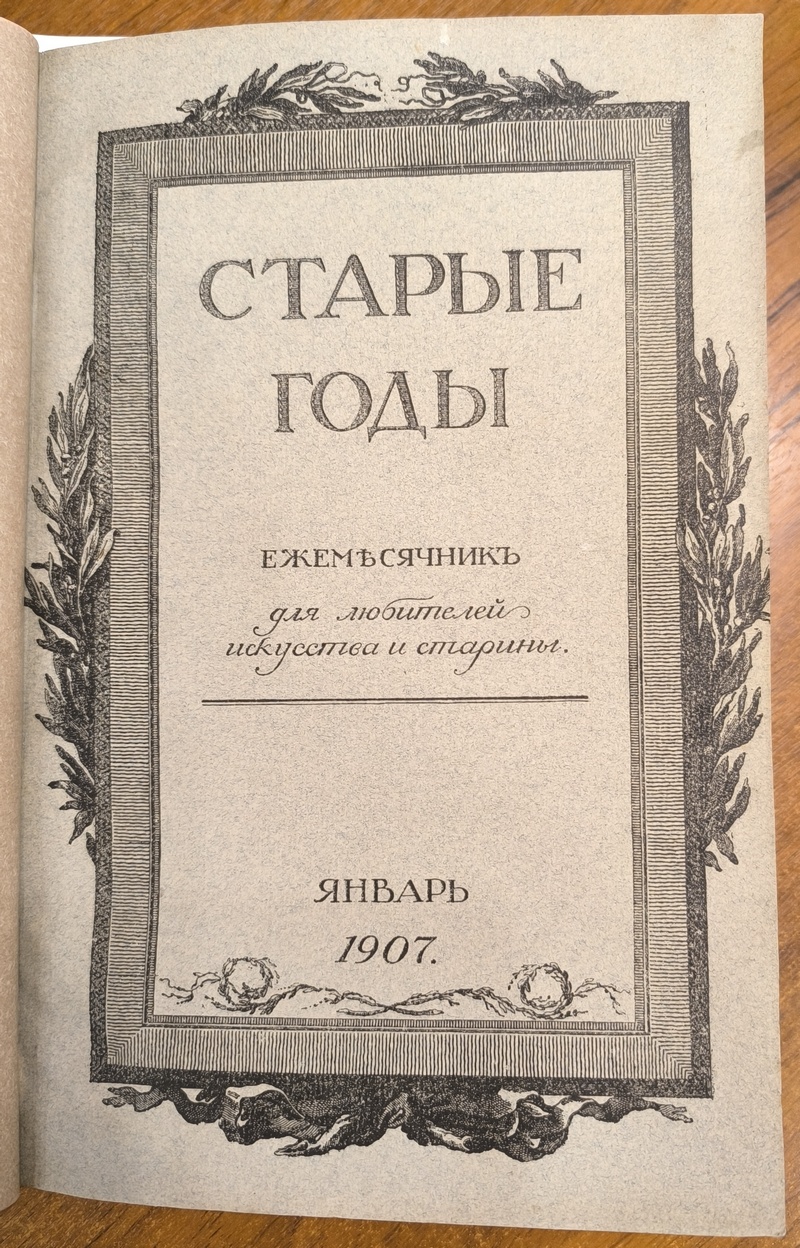 СТАРЫЕ
ГОДЫ
ЕЖЕМѢСЯЧНИКЪ
для любителей
искусства и старины.
ЯНВАРЬ
1907.